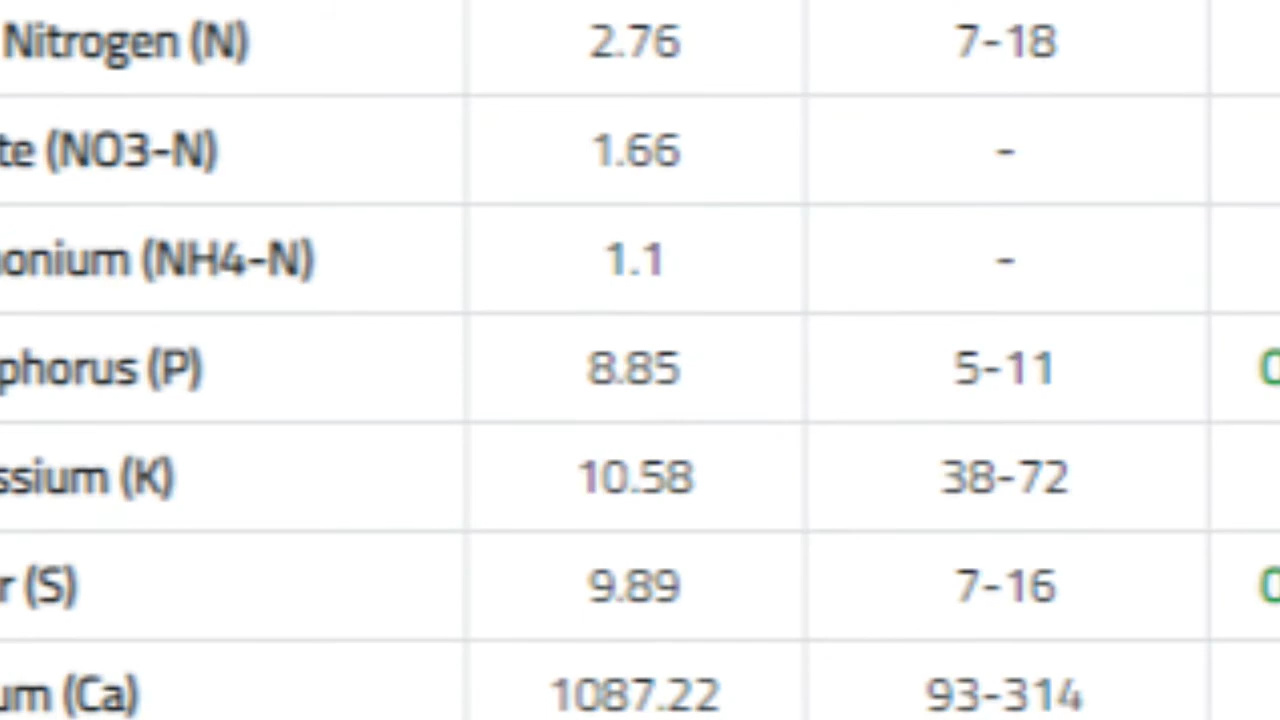 Nitrogen (N) 2.76 7-18
te (NO3-N) 1.66 -
onium (NH4-N) 1.1 -
phorus (P) 8.85 5-11
ssium (K) 10.58 38-72
r (S) 9.89 7-16
um (Ca) 1087.22 93-314